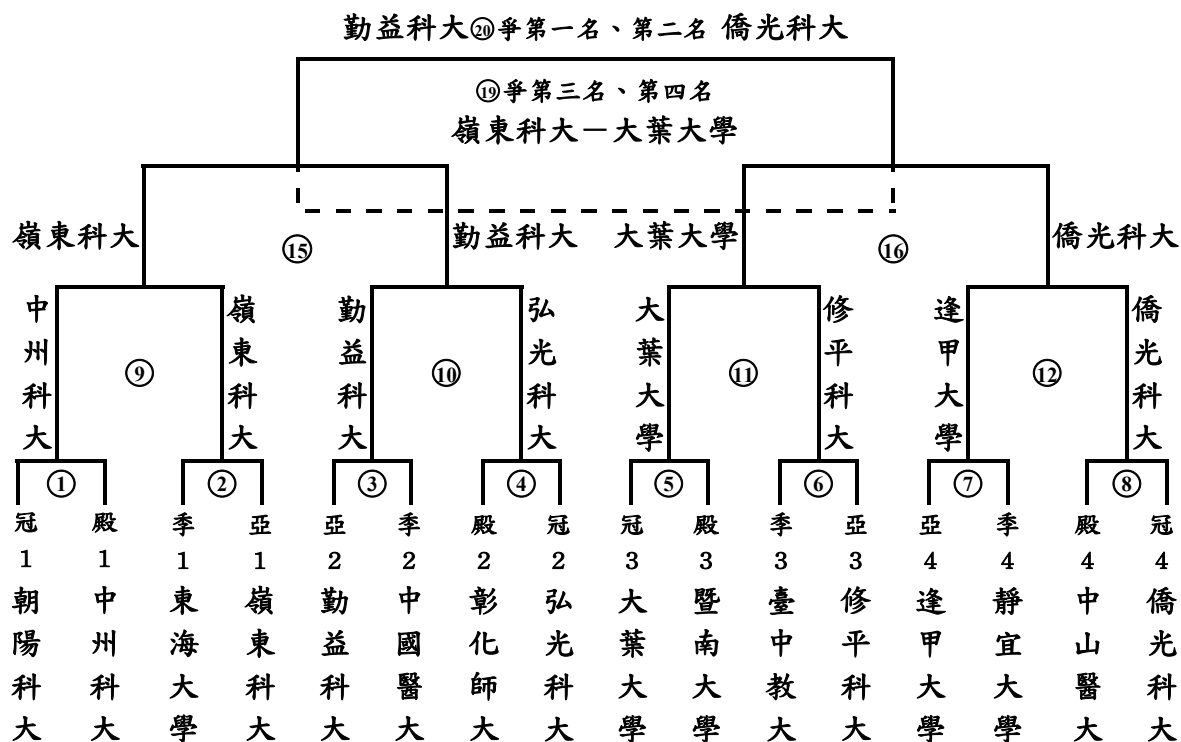 勤益科大⑳爭第一名、第二名 僑光科大
⑲爭第三名、第四名
嶺東科大－大葉大學
嶺東科大
⑮
勤益科大
大葉大學
⑯
僑光科大
中州科大
⑨
嶺東科大
勤益科大
⑩
弘光科大
大葉大學
⑪
修平科大
逢甲大學
⑫
僑光科大
①
②
③
④
⑤
⑥
⑦
⑧
冠1朝陽科大
殿1中州科大
季1東海大學
亞1嶺東科大
亞2勤益科大
季2中國醫大
殿2彰化師大
冠2弘光科大
冠3大葉大學
殿3暨南大學
季3臺中教大
亞3修平科大
亞4逢甲大學
季4靜宜大學
殿4中山醫大
冠4僑光科大